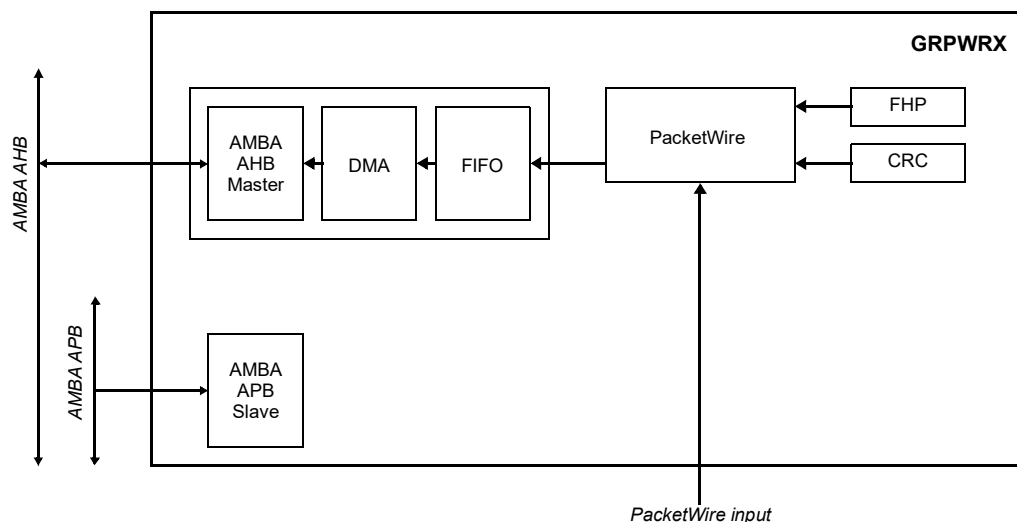 GRPWRX
FHP
PacketWire
CRC
AMBA
AHB
Master
DMA
FIFO
AMBA AHB
AMBA APB
AMBA
APB
Slave
PacketWire input